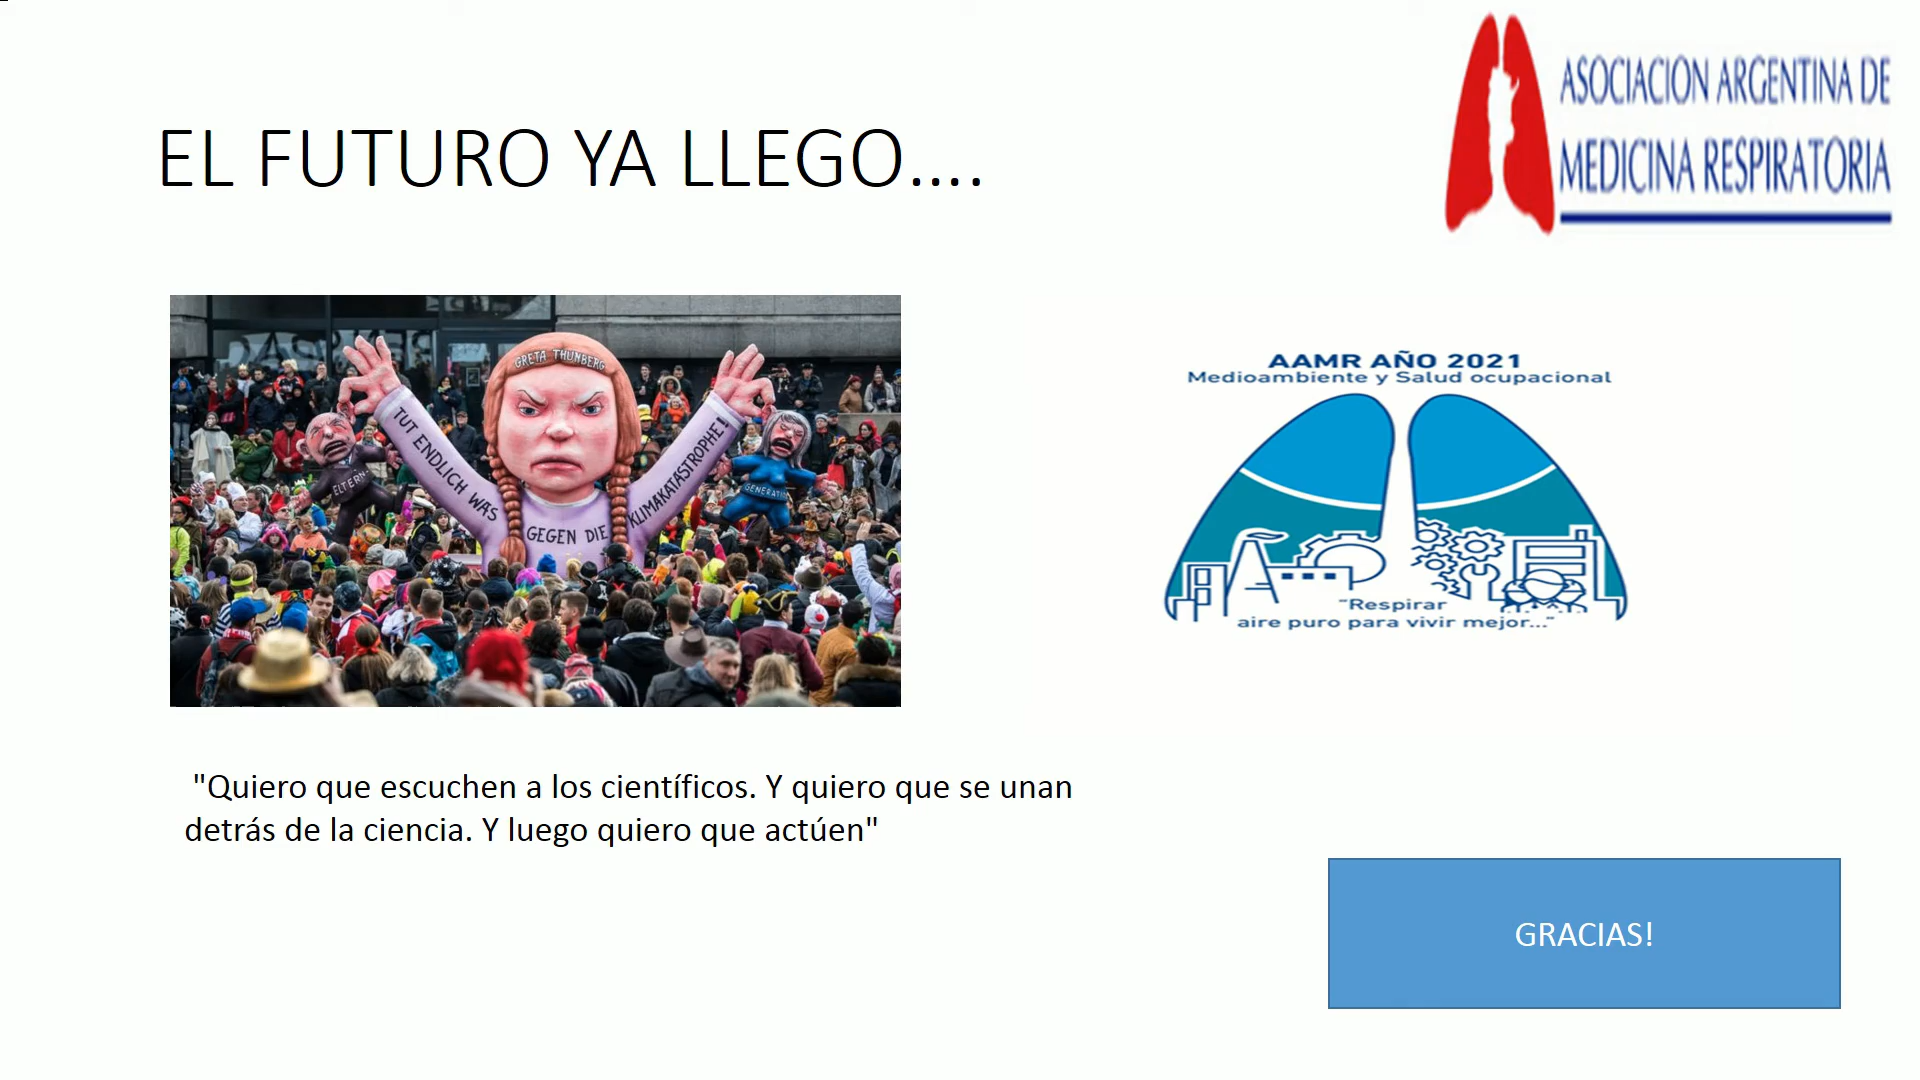 ASOCIACION ARGENTINA DE
MEDICINA RESPIRATORIA
EL FUTURO YA LLEGO....
GRETA THUNBERG
TUT ENDLICH WAS
GEGEN DIE
KLIMAKATASTROPHE!
ELTERN-
GENERATION
AAMR AÑO 2021
Medioambiente y Salud ocupacional
"Respirar
aire puro para vivir mejor..."
"Quiero que escuchen a los científicos. Y quiero que se unan
detrás de la ciencia. Y luego quiero que actúen"
GRACIAS!